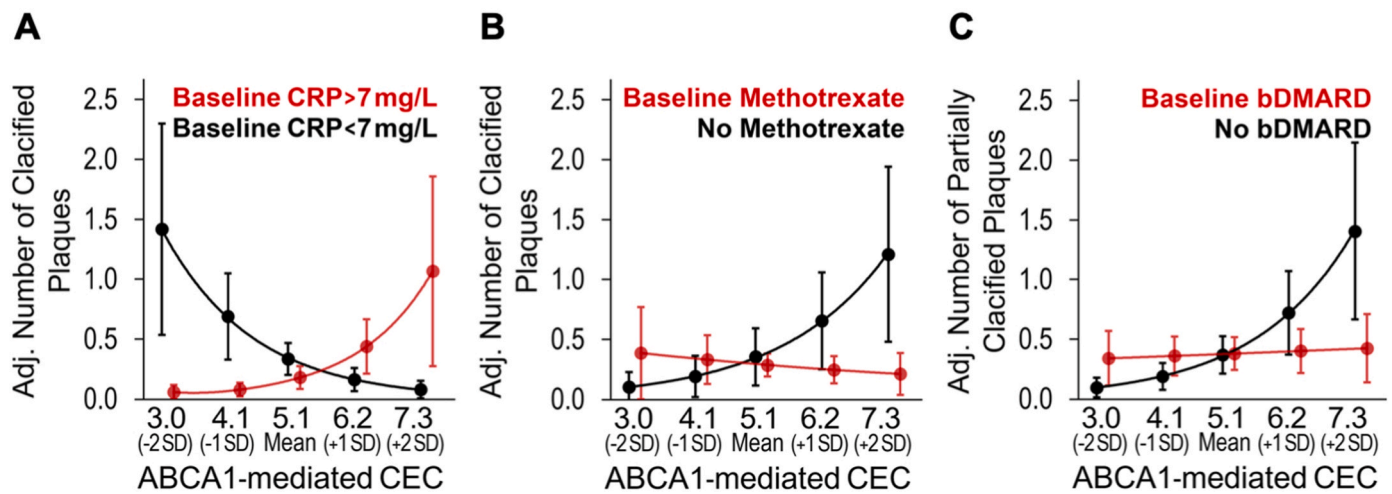 A
Adj. Number of Clacified
Plaques
2.5
2.0
1.5
1.0
0.5
0.0
Baseline CRP>7 mg/L
Baseline CRP<7 mg/L
3.0 4.1 5.1 6.2 7.3
(-2 SD) (-1 SD) Mean (+1 SD) (+2 SD)
ABCA1-mediated CEC
B
Adj. Number of Clacified
Plaques
2.5
2.0
1.5
1.0
0.5
0.0
Baseline Methotrexate
No Methotrexate
3.0 4.1 5.1 6.2 7.3
(-2 SD) (-1 SD) Mean (+1 SD) (+2 SD)
ABCA1-mediated CEC
C
Adj. Number of Partially
Clacified Plaques
2.5
2.0
1.5
1.0
0.5
0.0
Baseline bDMARD
No bDMARD
3.0 4.1 5.1 6.2 7.3
(-2 SD) (-1 SD) Mean (+1 SD) (+2 SD)
ABCA1-mediated CEC